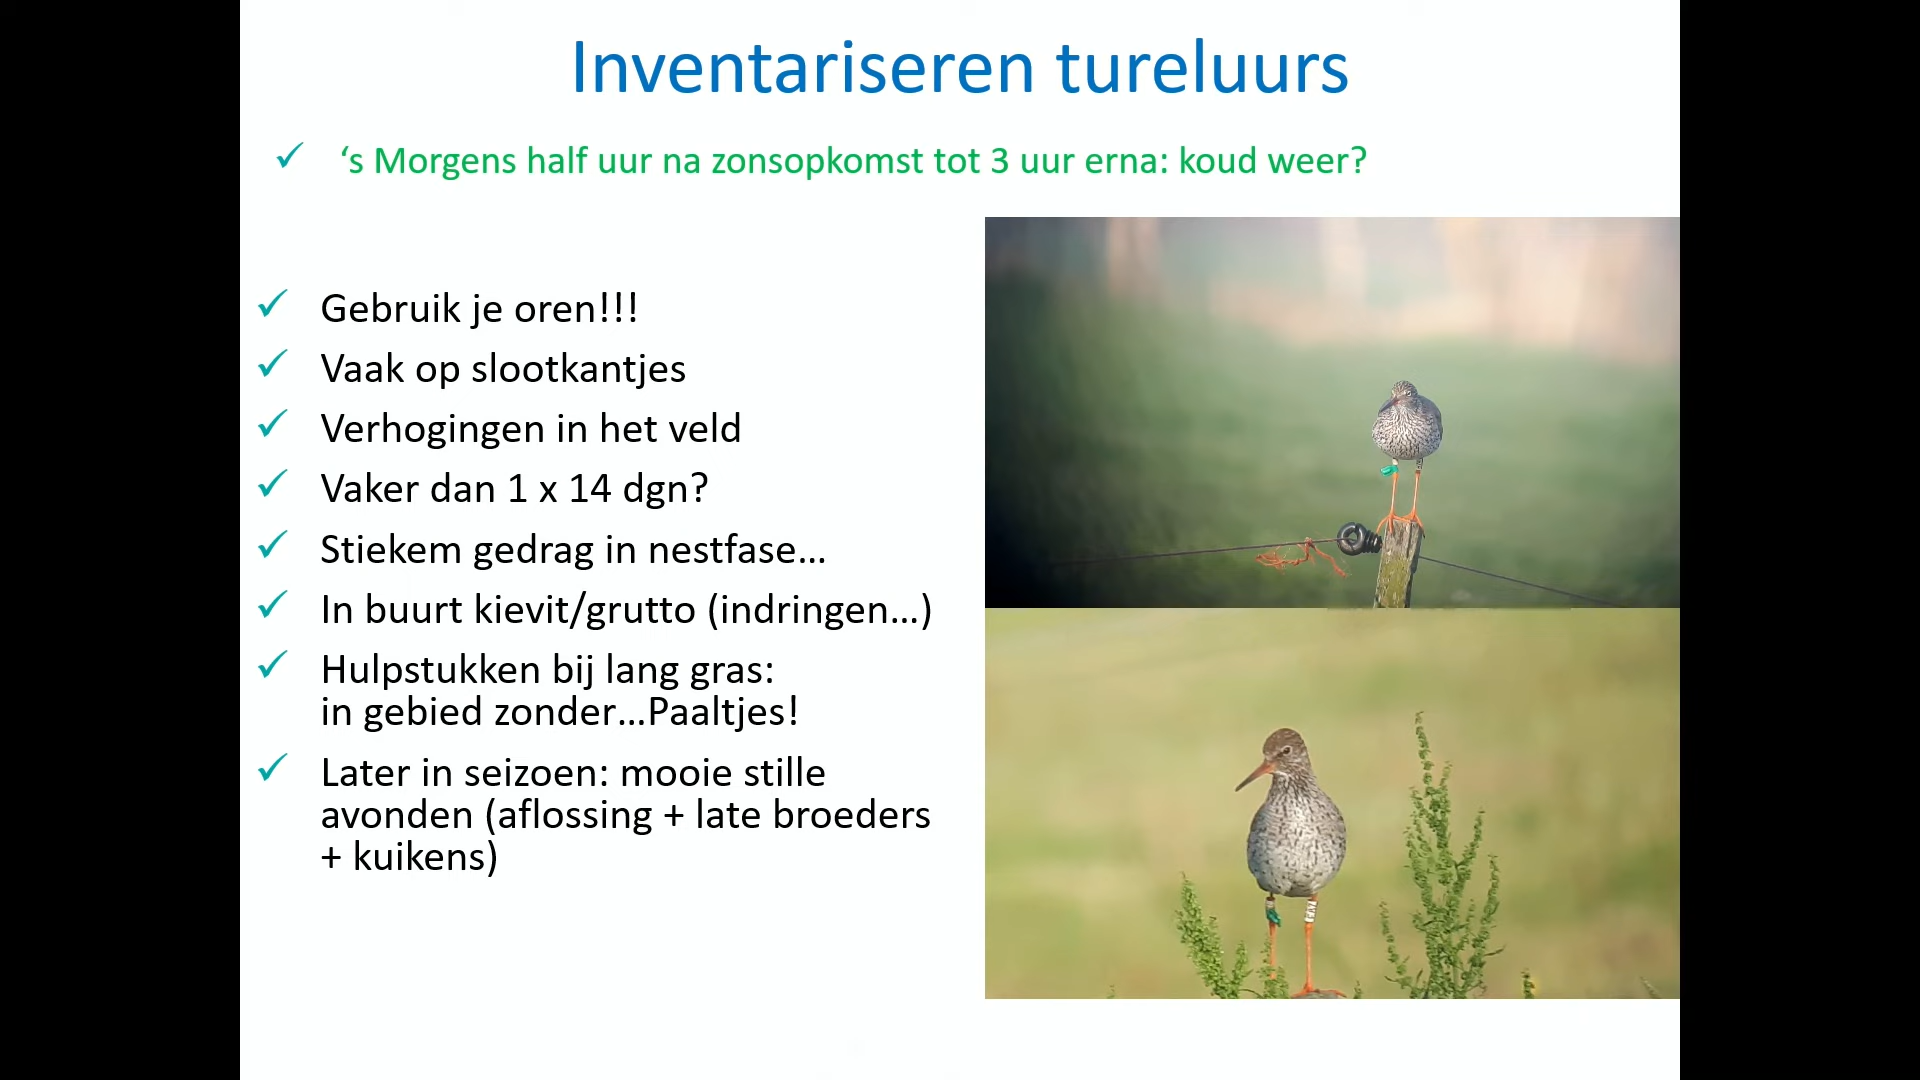 Inventariseren tureluurs
‘s Morgens half uur na zonsopkomst tot 3 uur erna: koud weer?
Gebruik je oren!!!
Vaak op slootkantjes
Verhogingen in het veld
Vaker dan 1 x 14 dgn?
Stiekem gedrag in nestfase…
In buurt kievit/grutto (indringen…)
Hulpstukken bij lang gras:
in gebied zonder…Paaltjes!
Later in seizoen: mooie stille
avonden (aflossing + late broeders
+ kuikens)